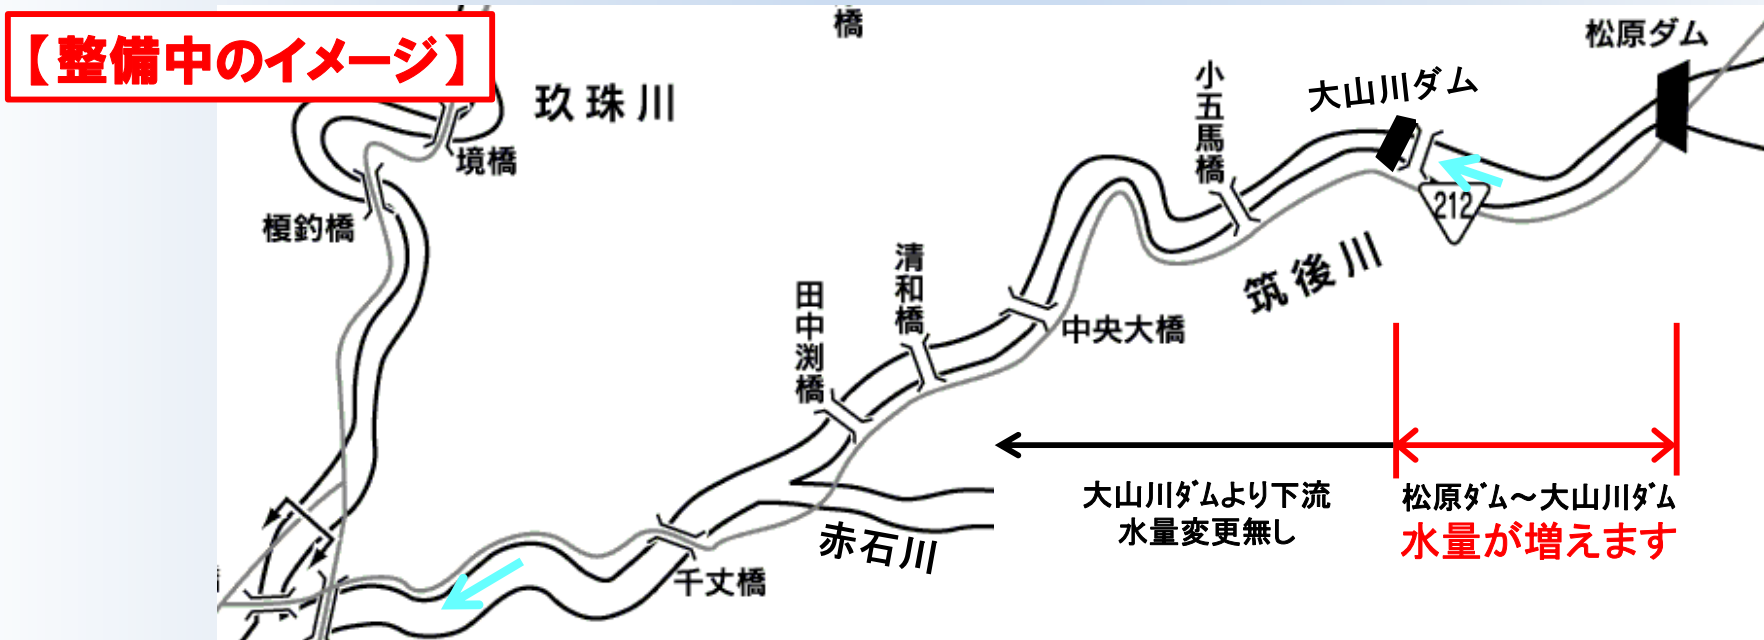 【整備中のイメージ】
橋
松原ダム
玖珠川
境橋
榎釣橋
小五馬橋
大山川ダム
212
筑後川
清和橋
田中渕橋
中央大橋
大山川ダムより下流
水量変更無し
松原ダム～大山川ダム
水量が増えます
赤石川
千丈橋